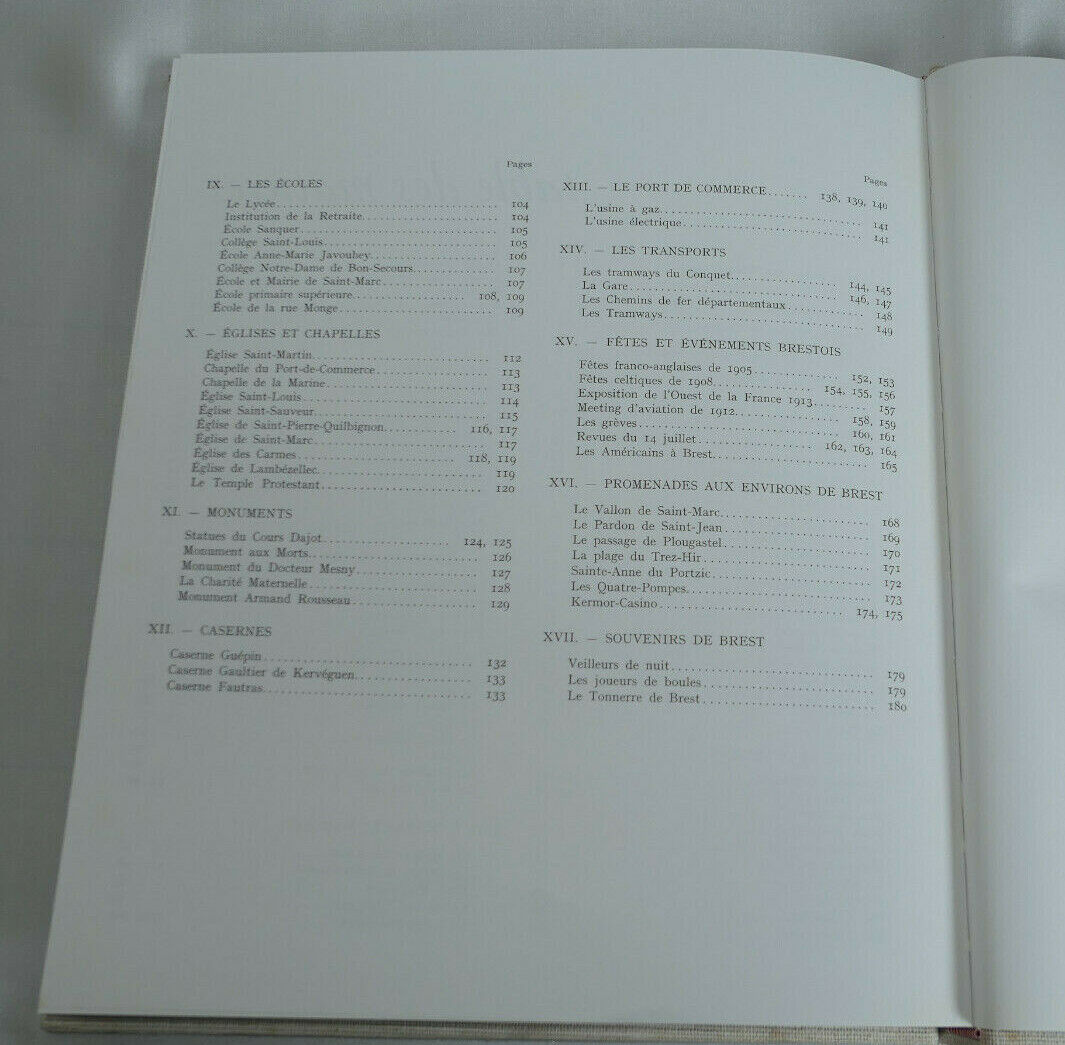 Pages
IX. — LES ÉCOLES
Le Lycée 104
Institution de la Retraite 104
École Sanquer 105
Collège Saint-Louis 105
École Anne-Marie Javouhey 106
Collège Notre-Dame de Bon-Secours 107
École et Mairie de Saint-Marc 107
École primaire supérieure 108, 109
École de la rue Monge 109
X. — ÉGLISES ET CHAPELLES
Église Saint-Martin 112
Chapelle du Port-de-Commerce 113
Chapelle de la Marine 113
Église Saint-Louis 114
Église Saint-Sauveur 115
Église de Saint-Pierre-Quilbignon 116, 117
Église de Saint-Marc 117
Église des Carmes 118, 119
Église de Lambézellec 119
Le Temple Protestant 120
XI. — MONUMENTS
Statues du Cours Dajot 124, 125
Monument aux Morts 126
Monument du Docteur Mesny 127
La Charité Maternelle 128
Monument Armand Rousseau 129
XII. — CASERNES
Caserne Guépin 132
Caserne Gaultier de Kervéguen 133
Caserne Fautras 133
Pages
XIII. — LE PORT DE COMMERCE 138, 139, 140
L'usine à gaz 141
L'usine électrique 141
XIV. — LES TRANSPORTS
Les tramways du Conquet 144, 145
La Gare 146, 147
Les Chemins de fer départementaux 148
Les Tramways 149
XV. — FÊTES ET ÉVÉNEMENTS BRESTOIS
Fêtes franco-anglaises de 1905 152, 153
Fêtes celtiques de 1908 154, 155, 156
Exposition de l'Ouest de la France 1913 157
Meeting d'aviation de 1912 158, 159
Les grèves 160, 161
Revues du 14 juillet 162, 163, 164
Les Américains à Brest 165
XVI. — PROMENADES AUX ENVIRONS DE BREST
Le Vallon de Saint-Marc 168
Le Pardon de Saint-Jean 169
Le passage de Plougastel 170
La plage du Trez-Hir 171
Sainte-Anne du Portzic 172
Les Quatre-Pompes 173
Kermor-Casino 174, 175
XVII. — SOUVENIRS DE BREST
Veilleurs de nuit 179
Les joueurs de boules 179
Le Tonnerre de Brest 180